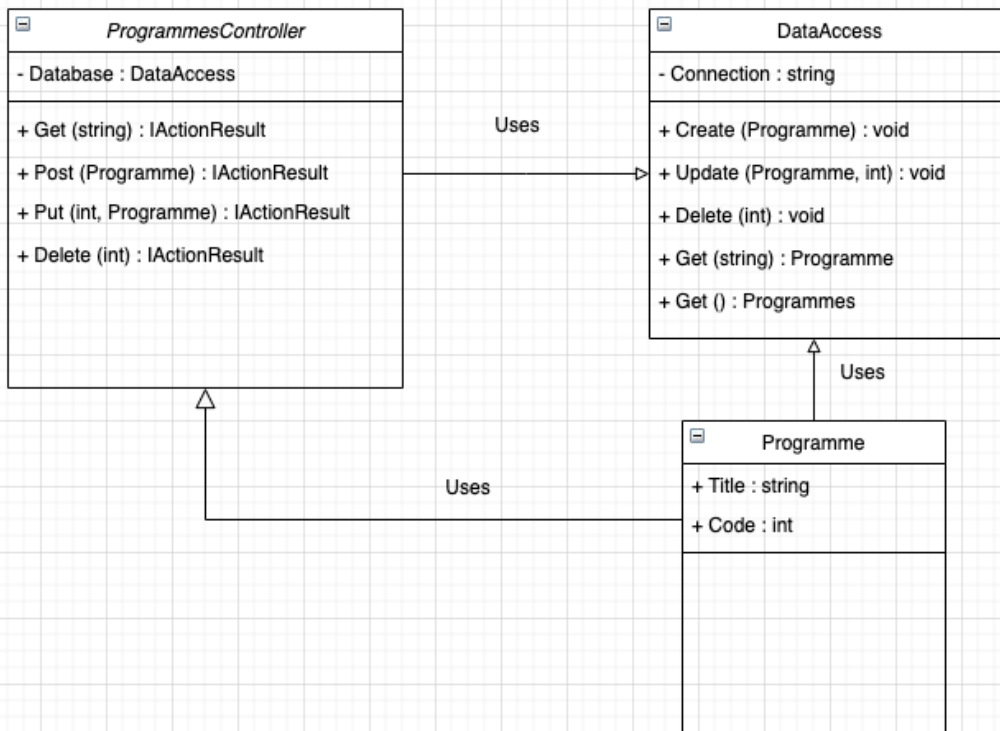 ProgrammesController
- Database : DataAccess
+ Get (string) : IActionResult
+ Post (Programme) : IActionResult
+ Put (int, Programme) : IActionResult
+ Delete (int) : IActionResult
Uses
DataAccess
- Connection : string
+ Create (Programme) : void
+ Update (Programme, int) : void
+ Delete (int) : void
+ Get (string) : Programme
+ Get () : Programmes
Uses
Programme
+ Title : string
+ Code : int
Uses